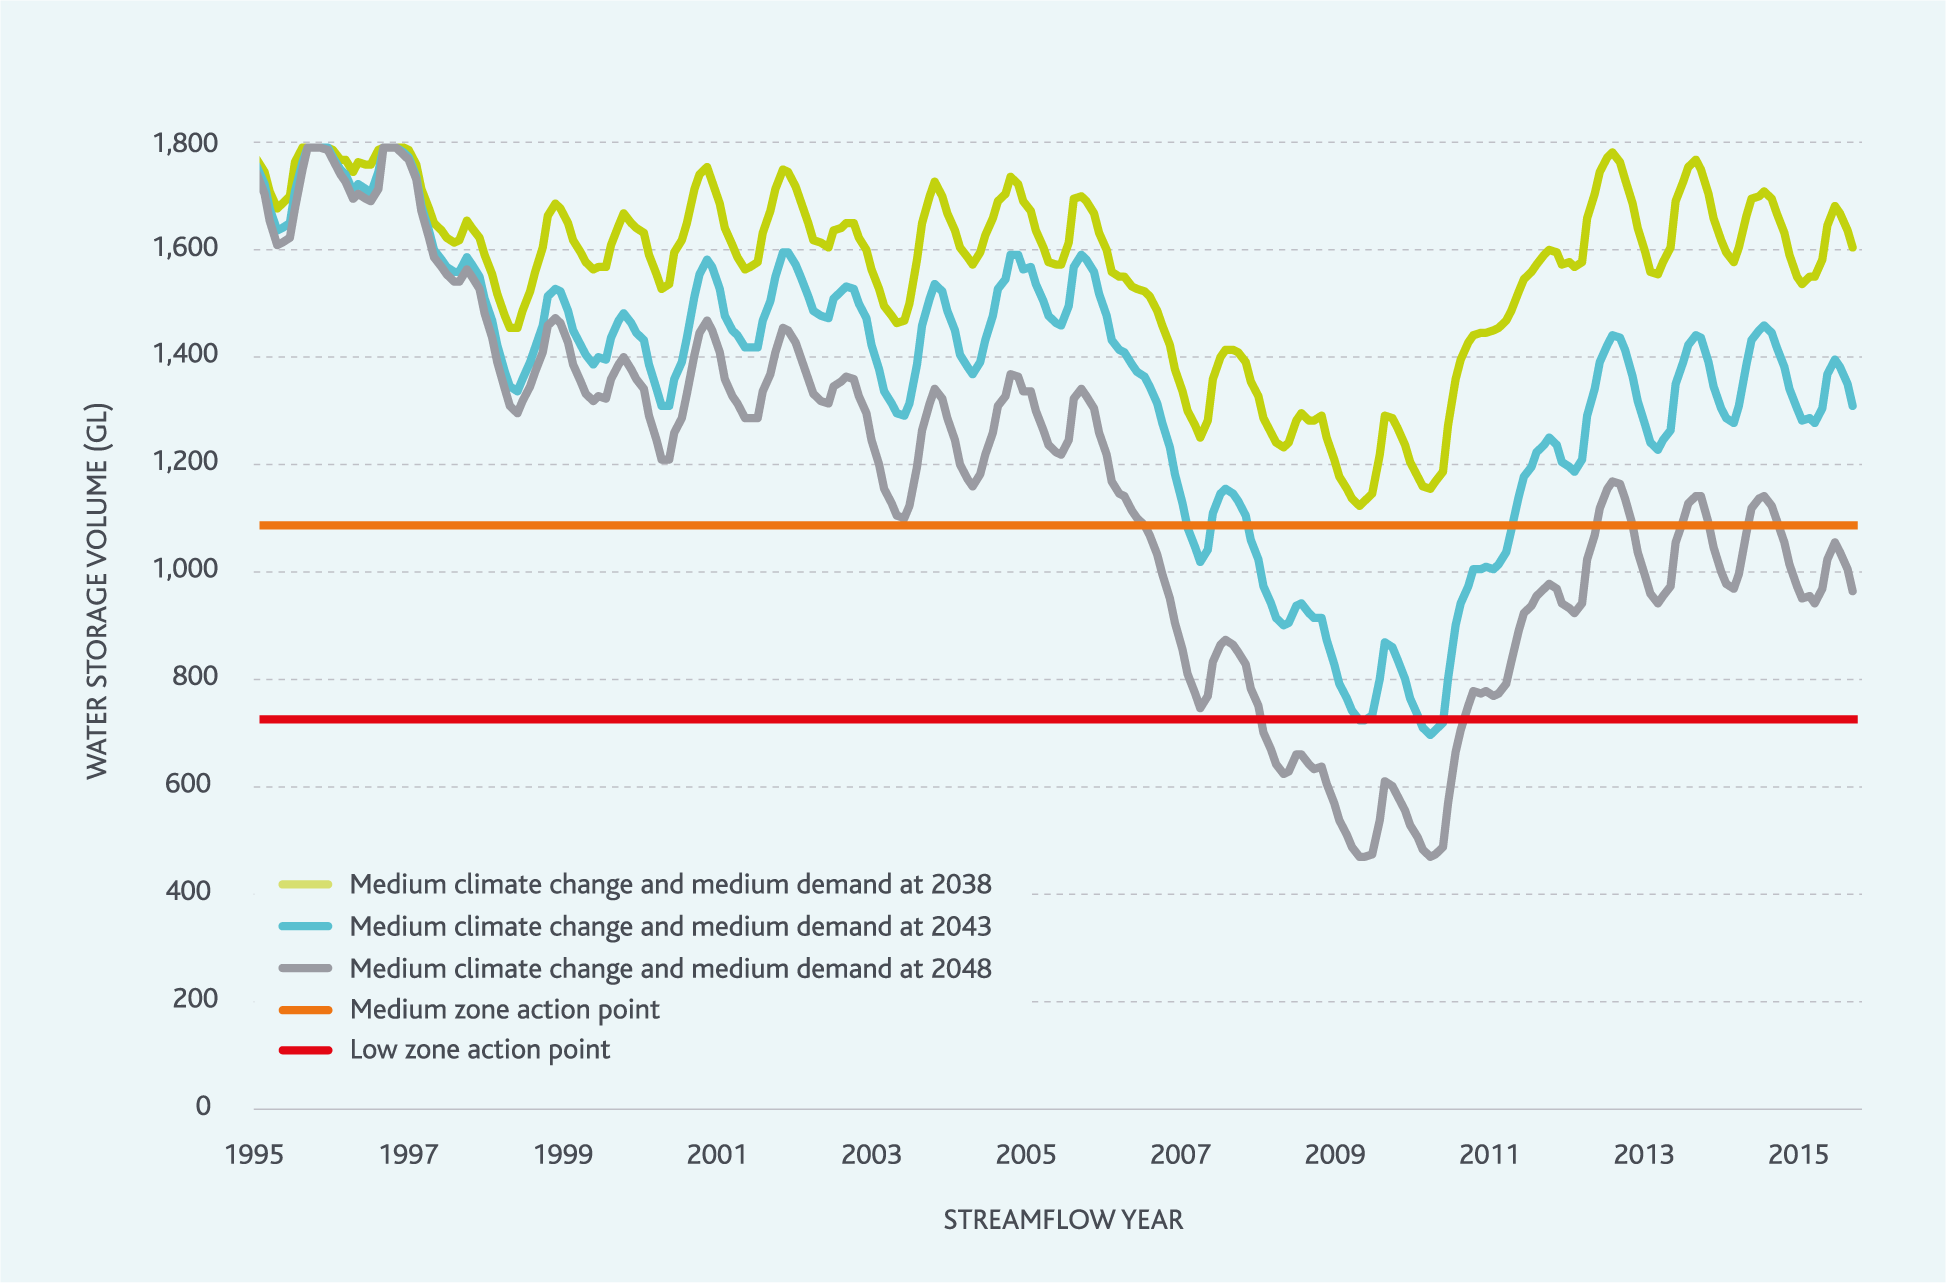 1,800
1,600
1,400
1,200
1,000
800
600
400
200
0
WATER STORAGE VOLUME (GL)
Medium climate change and medium demand at 2038
Medium climate change and medium demand at 2043
Medium climate change and medium demand at 2048
Medium zone action point
Low zone action point
1995 1997 1999 2001 2003 2005 2007 2009 2011 2013 2015
STREAMFLOW YEAR